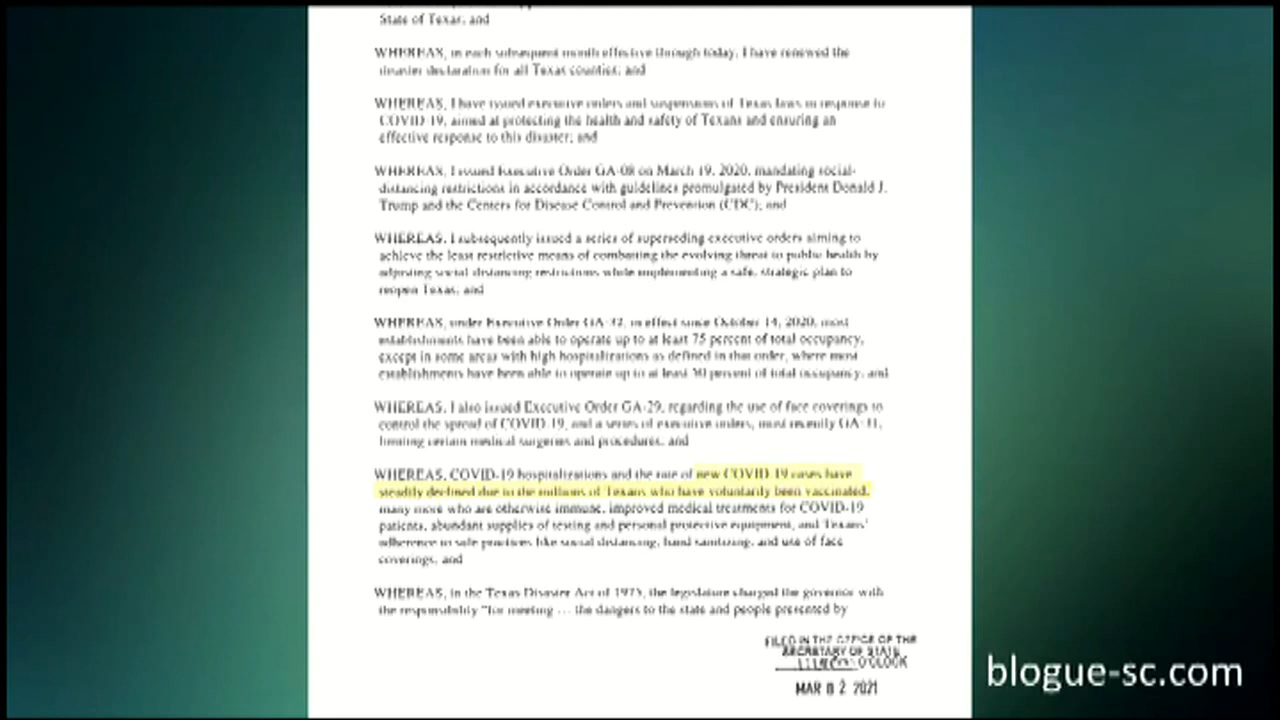 State of Texas; and
WHEREAS, in each subsequent month effective through today, I have renewed the
disaster declaration for all Texas counties; and
WHEREAS, I have issued executive orders and suspensions of Texas laws in response to
COVID-19, aimed at protecting the health and safety of Texans and ensuring an
effective response to this disaster; and
WHEREAS, I issued Executive Order GA-08 on March 19, 2020, mandating social-
distancing restrictions in accordance with guidelines promulgated by President Donald J.
Trump and the Centers for Disease Control and Prevention (CDC); and
WHEREAS, I subsequently issued a series of superseding executive orders aiming to
achieve the least restrictive means of combatting the evolving threat to public health by
adjusting social-distancing restrictions while implementing a safe, strategic plan to
reopen Texas; and
WHEREAS, under Executive Order GA-32, in effect since October 14, 2020, most
establishments have been able to operate up to at least 75 percent of total occupancy,
except in some areas with high hospitalizations as defined in that order, where most
establishments have been able to operate up to at least 50 percent of total occupancy; and
WHEREAS, I also issued Executive Order GA-29, regarding the use of face coverings to
control the spread of COVID-19, and a series of executive orders, most recently GA-31,
limiting certain medical surgeries and procedures; and
WHEREAS, COVID-19 hospitalizations and the rate of new COVID-19 cases have
steadily declined due to the millions of Texans who have voluntarily been vaccinated,
many more who are otherwise immune, improved medical treatments for COVID-19
patients, abundant supplies of testing and personal protective equipment, and Texans'
adherence to safe practices like social distancing, hand sanitizing, and use of face
coverings; and
WHEREAS, in the Texas Disaster Act of 1975, the legislature charged the governor with
the responsibility "for meeting ... the dangers to the state and people presented by
FILED IN THE OFFICE OF THE
SECRETARY OF STATE
O'CLOCK
MAR 02 2021
blogue-sc.com